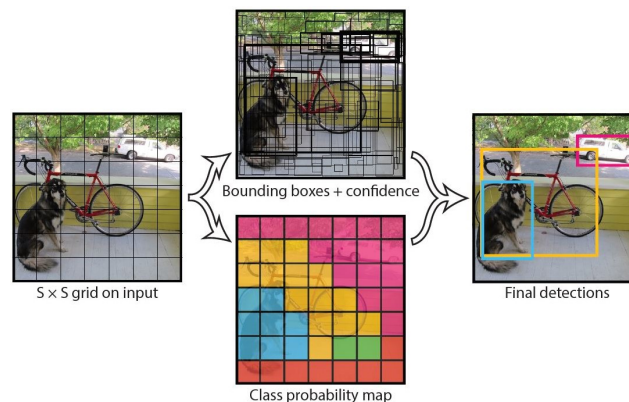 Bounding boxes + confidence
S × S grid on input
Final detections
Class probability map